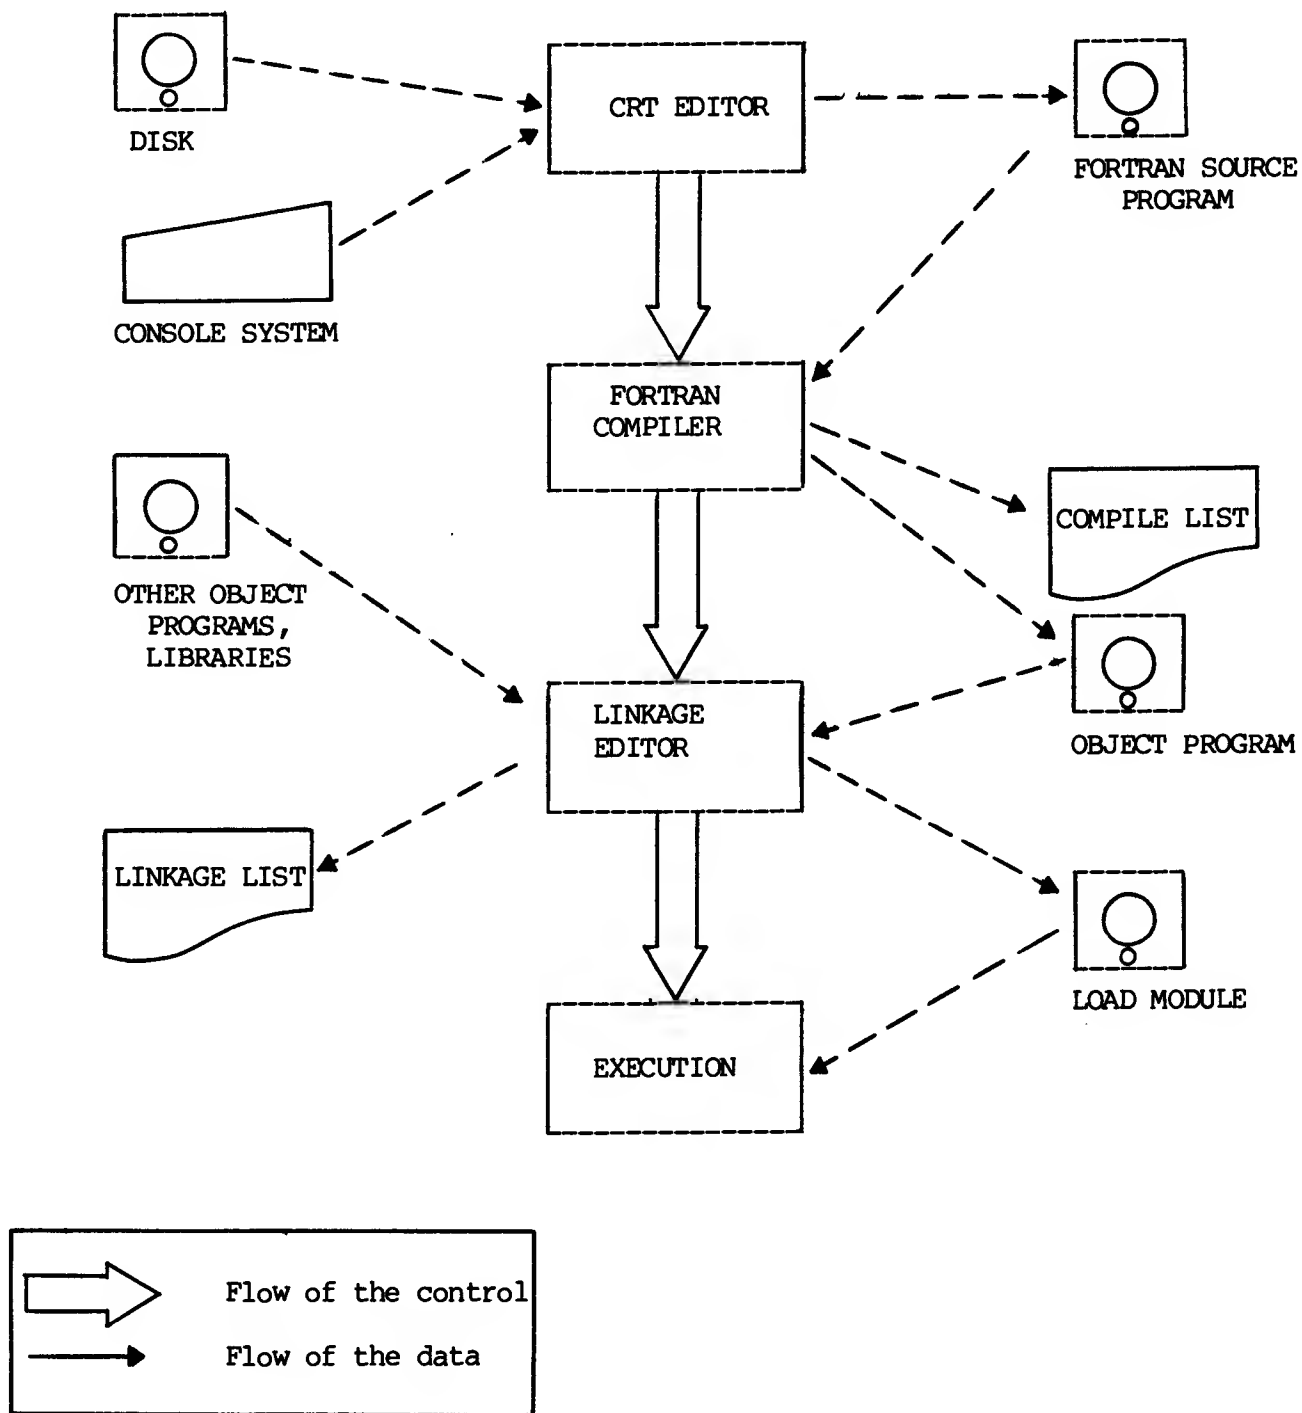 DISK
CRT EDITOR
FORTRAN SOURCE
PROGRAM
CONSOLE SYSTEM
FORTRAN
COMPILER
COMPILE LIST
OTHER OBJECT
PROGRAMS,
LIBRARIES
LINKAGE
EDITOR
OBJECT PROGRAM
LINKAGE LIST
LOAD MODULE
EXECUTION
Flow of the control
Flow of the data